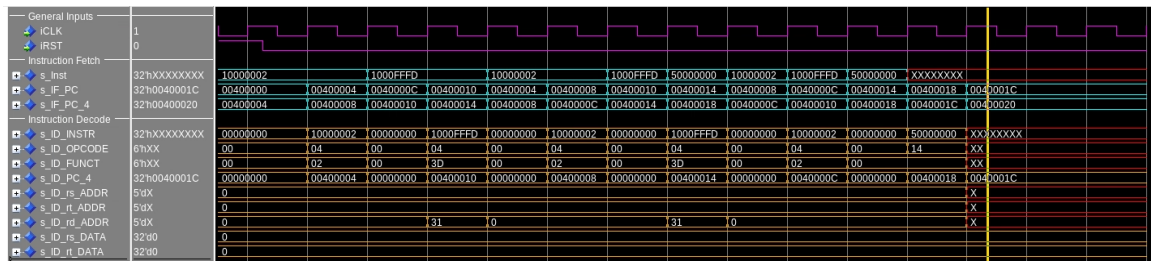 General Inputs
iCLK 1
iRST 0
Instruction Fetch
s_Inst 32'hXXXXXXXX 10000002 1000FFFD 10000002 1000FFFD 50000000 10000002 1000FFFD 50000000 XXXXXXXX
s_IF_PC 32'h0040001C 00400000 00400004 0040000C 00400010 00400004 00400008 00400010 00400014 00400008 0040000C 00400014 00400018 0040001C
s_IF_PC_4 32'h00400020 00400004 00400008 00400010 00400014 00400008 0040000C 00400014 00400018 0040000C 00400010 00400018 0040001C 00400020
Instruction Decode
s_ID_INSTR 32'hXXXXXXXX 00000000 10000002 00000000 1000FFFD 00000000 10000002 00000000 1000FFFD 00000000 10000002 00000000 50000000 XXXXXXXX
s_ID_OPCODE 6'hXX 00 04 00 04 00 04 00 04 00 04 00 14 XX
s_ID_FUNCT 6'hXX 00 02 00 3D 00 02 00 3D 00 02 00 XX
s_ID_PC_4 32'h0040001C 00000000 00400004 00000000 00400010 00000000 00400008 00000000 00400014 00000000 0040000C 00000000 00400018 0040001C
s_ID_rs_ADDR 5'dX 0 X
s_ID_rt_ADDR 5'dX 0 X
s_ID_rd_ADDR 5'dX 0 31 0 31 0 X
s_ID_rs_DATA 32'd0 0
s_ID_rt_DATA 32'd0 0